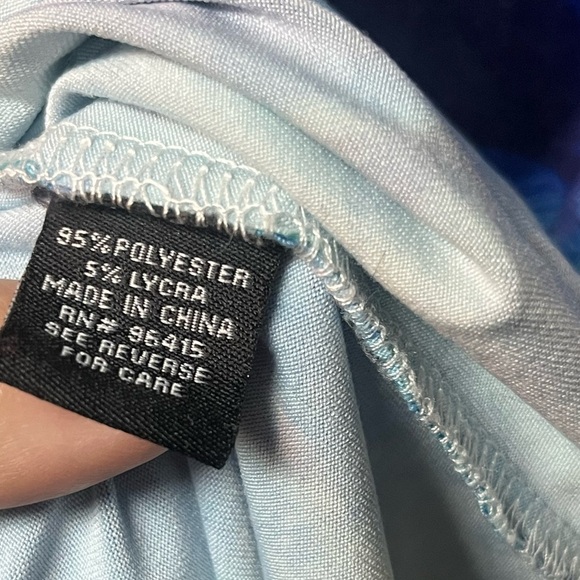 95% POLYESTER
5% LYCRA
MADE IN CHINA
RN# 96415
SEE REVERSE
FOR CARE